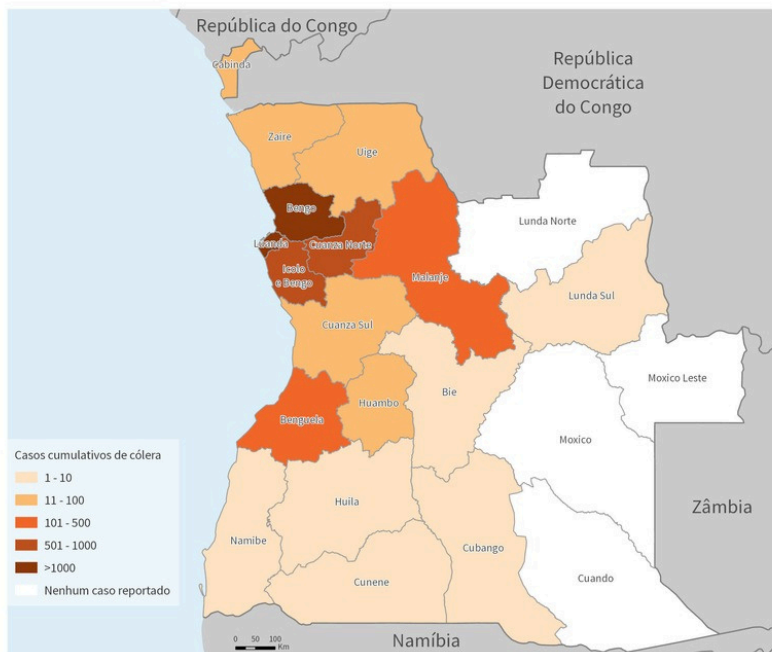 República do Congo
Cabinda
República
Democrática
do Congo
Zaire
Uige
Bengo
Lunda Norte
Luanda
Cuanza Norte
Icolo
e Bengo
Malanje
Lunda Sul
Cuanza Sul
Moxico Leste
Bie
Huambo
Benguela
Moxico
Casos cumulativos de cólera
1 - 10
11 - 100
101 - 500
501 - 1000
>1000
Nenhum caso reportado
Huila
Zâmbia
Namibe
Cubango
Cunene
Cuando
Namíbia
0 50 100
Km